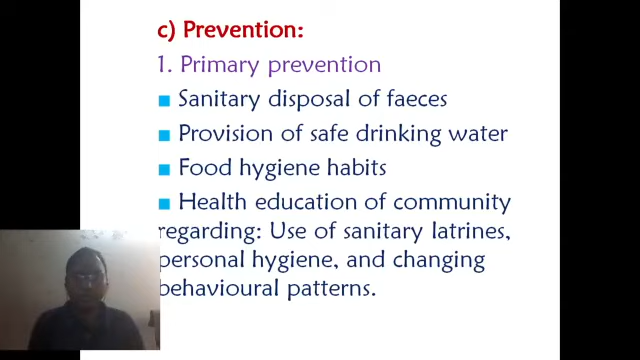 c) Prevention:
1. Primary prevention
■ Sanitary disposal of faeces
■ Provision of safe drinking water
■ Food hygiene habits
■ Health education of community
regarding: Use of sanitary latrines,
personal hygiene, and changing
behavioural patterns.